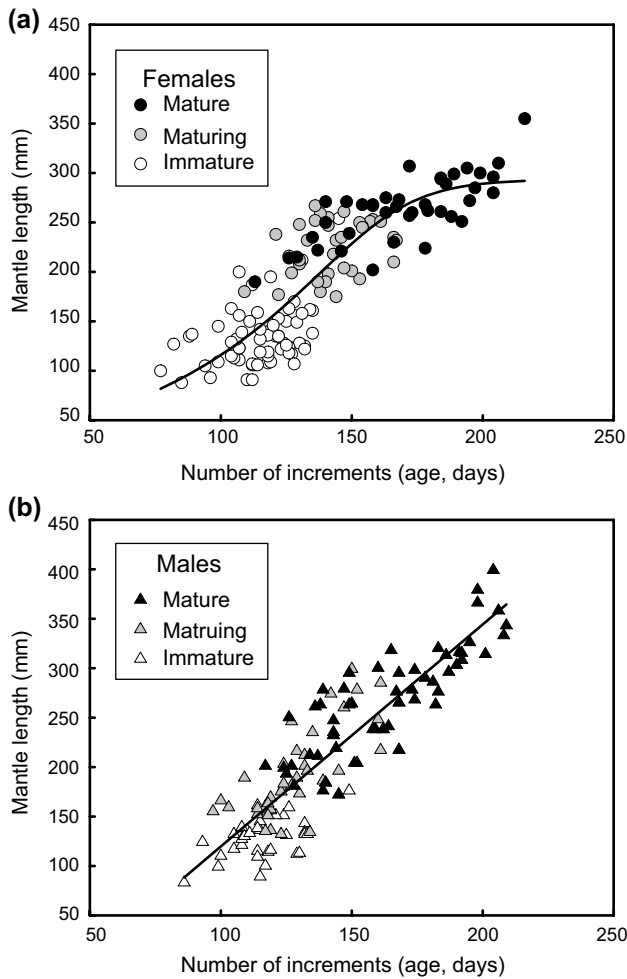 (a)
450
400
350
300
250
200
150
100
50
Mantle length (mm)
Females
Mature
Maturing
Immature
50 100 150 200 250
Number of increments (age, days)
(b)
450
400
350
300
250
200
150
100
50
Mantle length (mm)
Males
Mature
Matruing
Immature
50 100 150 200 250
Number of increments (age, days)